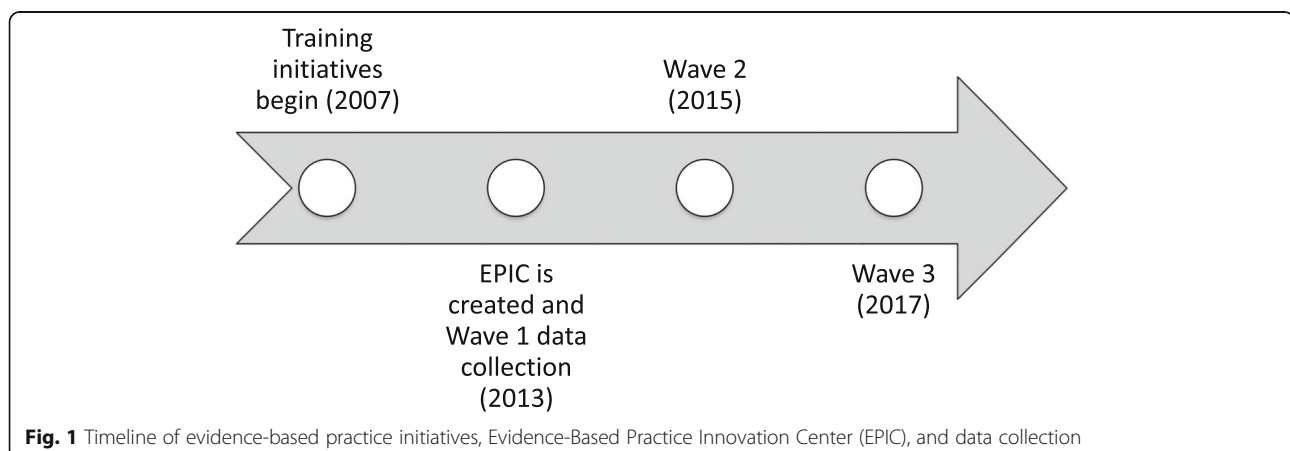 Training
initiatives
begin (2007)
EPIC is
created and
Wave 1 data
collection
(2013)
Wave 2
(2015)
Wave 3
(2017)
Fig. 1 Timeline of evidence-based practice initiatives, Evidence-Based Practice Innovation Center (EPIC), and data collection